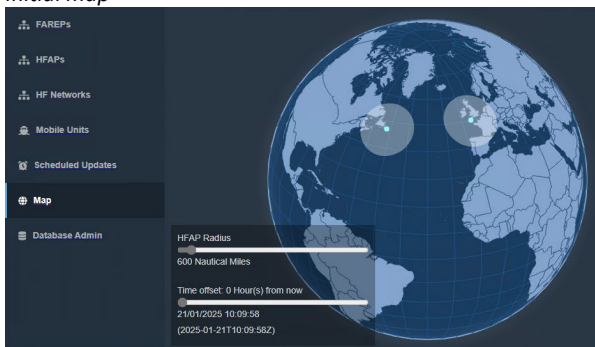 Initial Map
FAREPs
HFAPs
HF Networks
Mobile Units
Scheduled Updates
Map
Database Admin
HFAP Radius
600 Nautical Miles
Time offset: 0 Hour(s) from now
21/01/2025 10:09:58
(2025-01-21T10:09:58Z)